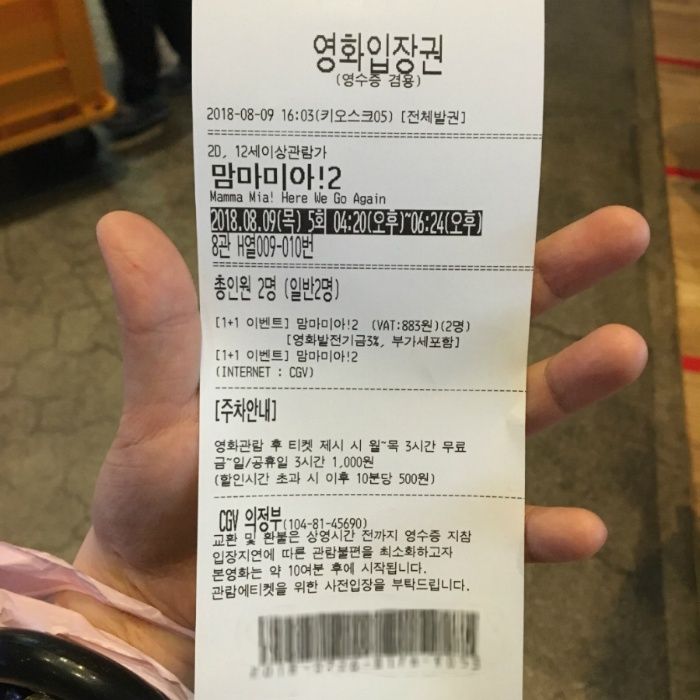 영화입장권
(영수증 겸용)
2018-08-09 16:03(키오스크05) [전체발권]
2D, 12세이상관람가
맘마미아!2
Mamma Mia! Here We Go Again
2018.08.09(목) 5회 04:20(오후)~06:24(오후)
8관 H열009-010번
총인원 2명 (일반2명)
[1+1 이벤트] 맘마미아!2 (VAT:883원)(2명)
[영화발전기금3%, 부가세포함]
[1+1 이벤트] 맘마미아!2
(INTERNET : CGV)
[주차안내]
영화관람 후 티켓 제시 시 월~목 3시간 무료
금~일/공휴일 3시간 1,000원
(할인시간 초과 시 이후 10분당 500원)
CGV 의정부(104-81-45690)
교환 및 환불은 상영시간 전까지 영수증 지참
입장지연에 따른 관람불편을 최소화하고자
본영화는 약 10여분 후에 시작됩니다.
관람에티켓을 위한 사전입장을 부탁드립니다.